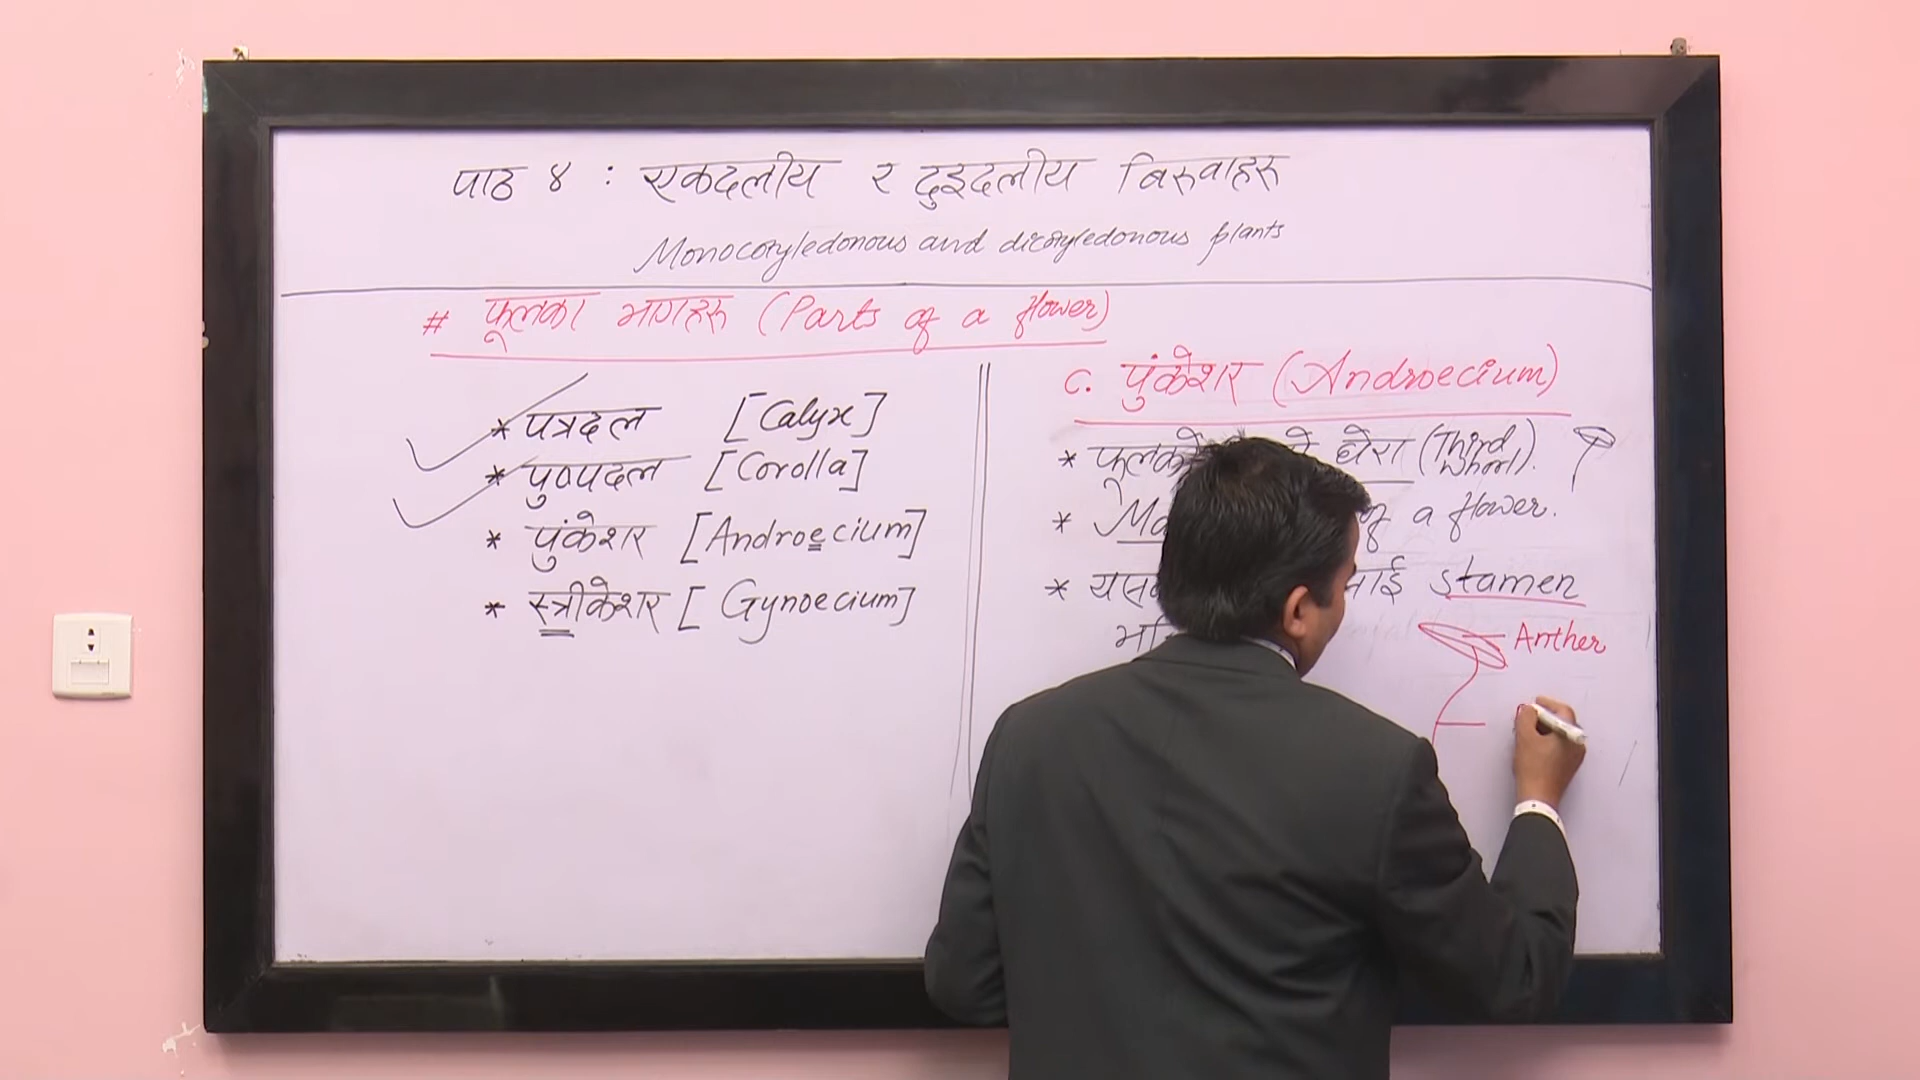 पाठ ४ : एकदलीय र दुइदलीय बिरुवाहरु
Monocotyledonous and dicotyledonous plants
# फूलका भागहरु (Parts of a flower)
* पत्रदल [Calyx]
* पुष्पदल [Corolla]
* पुंकेशर [Androecium]
* स्त्रीकेशर [Gynoecium]
C. पुंकेशर (Androecium)
* फूलको घेरा (Third Whorl).
* of a flower.
* stamen
Anther